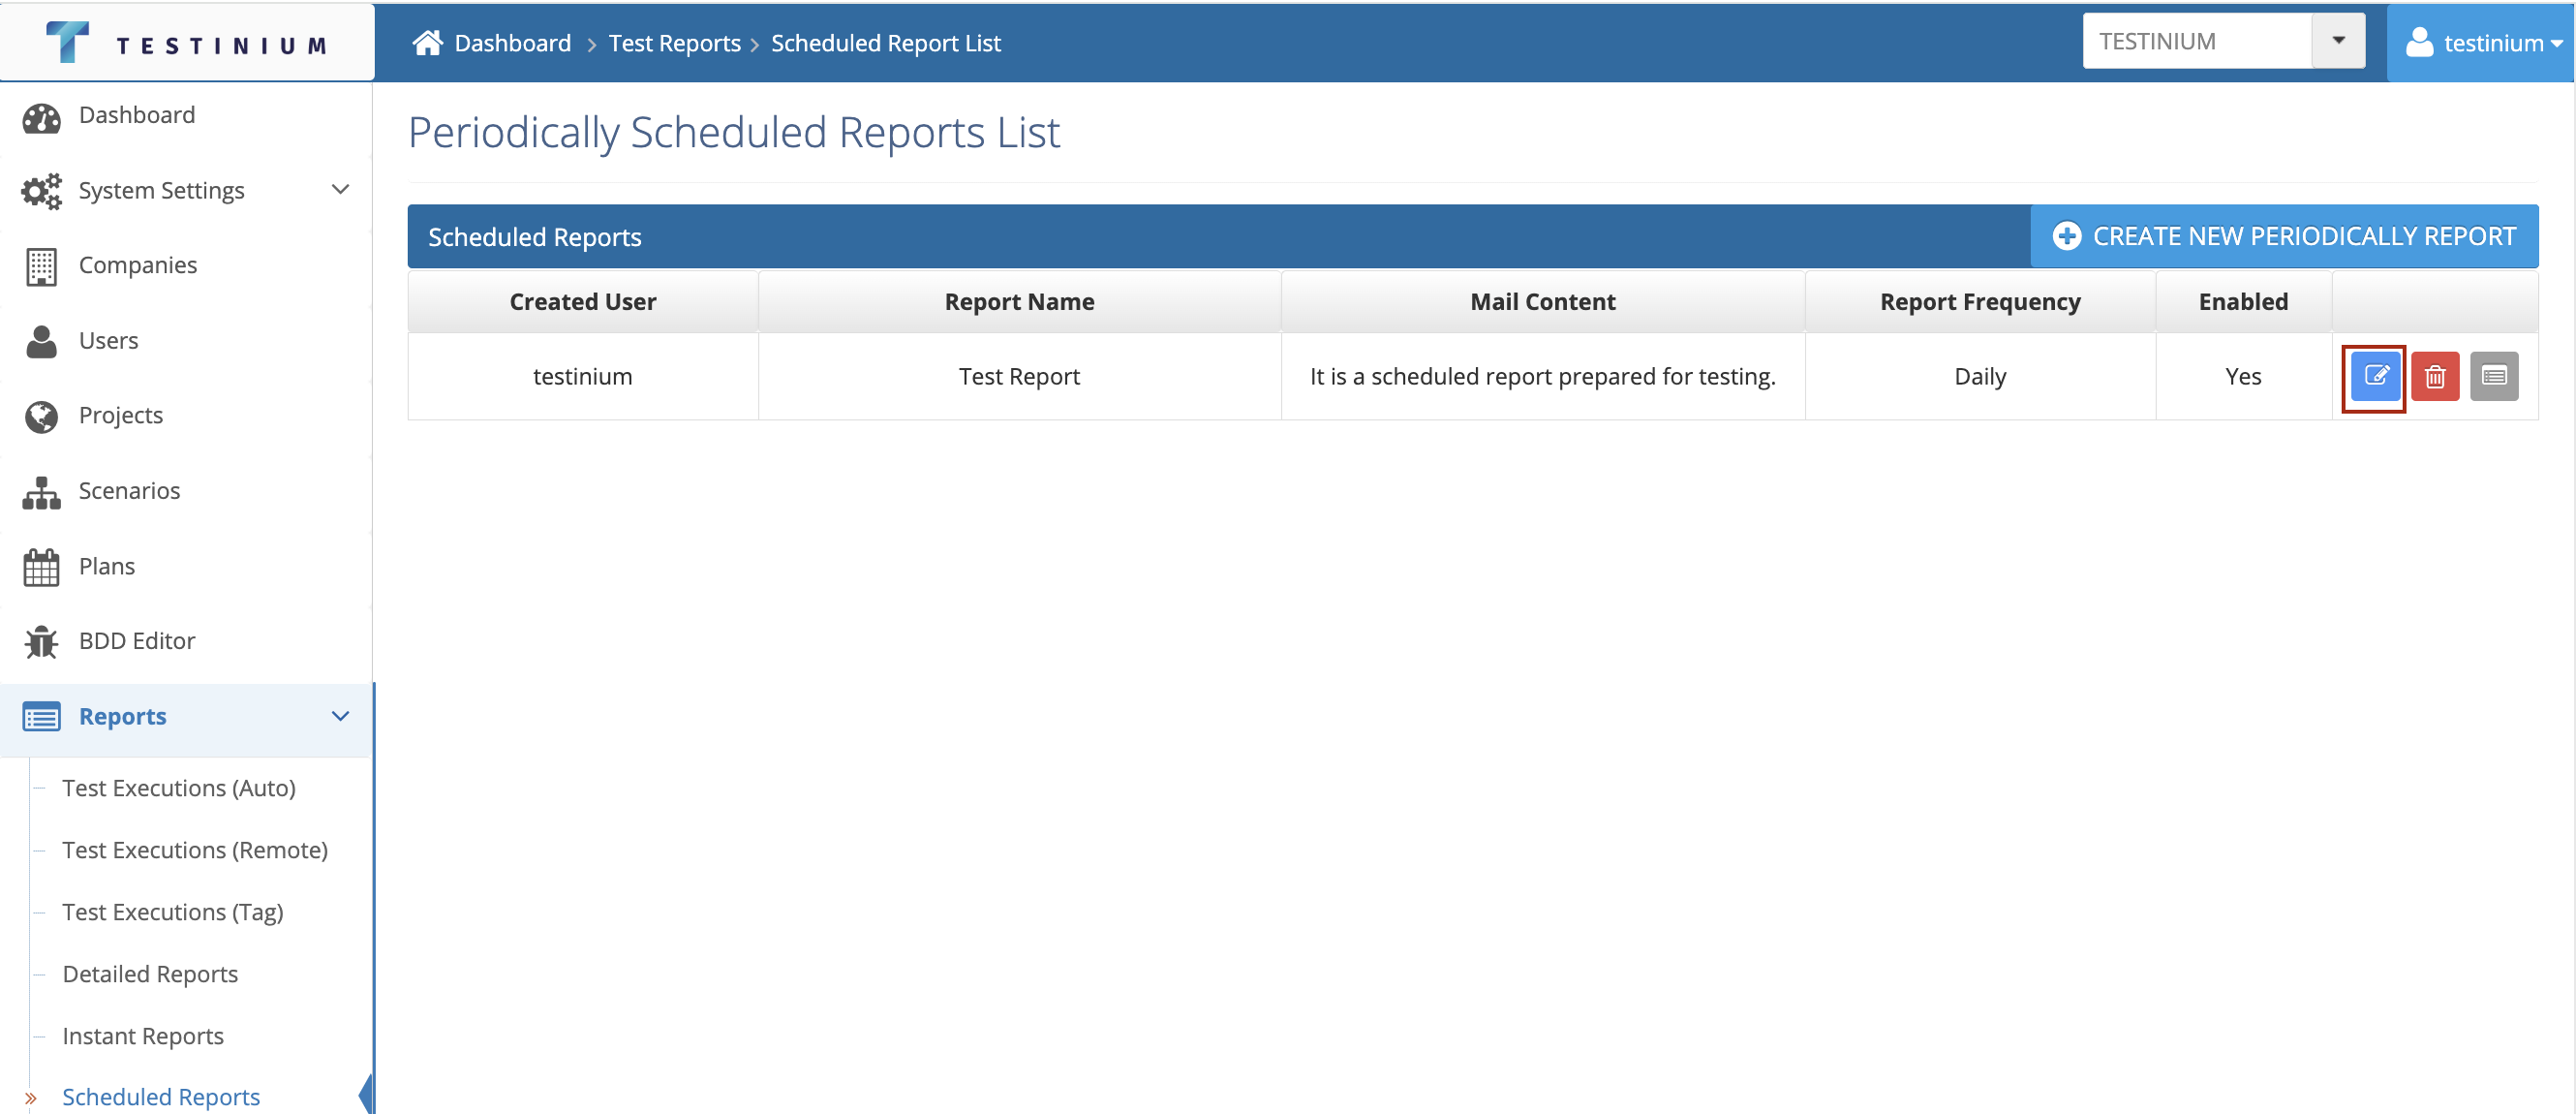 TESTINIUM
Dashboard > Test Reports > Scheduled Report List
TESTINIUM
testinium
Dashboard
System Settings
Companies
Users
Projects
Scenarios
Plans
BDD Editor
Reports
Test Executions (Auto)
Test Executions (Remote)
Test Executions (Tag)
Detailed Reports
Instant Reports
» Scheduled Reports
Periodically Scheduled Reports List
Scheduled Reports
CREATE NEW PERIODICALLY REPORT
Created User Report Name Mail Content Report Frequency Enabled
testinium Test Report It is a scheduled report prepared for testing. Daily Yes